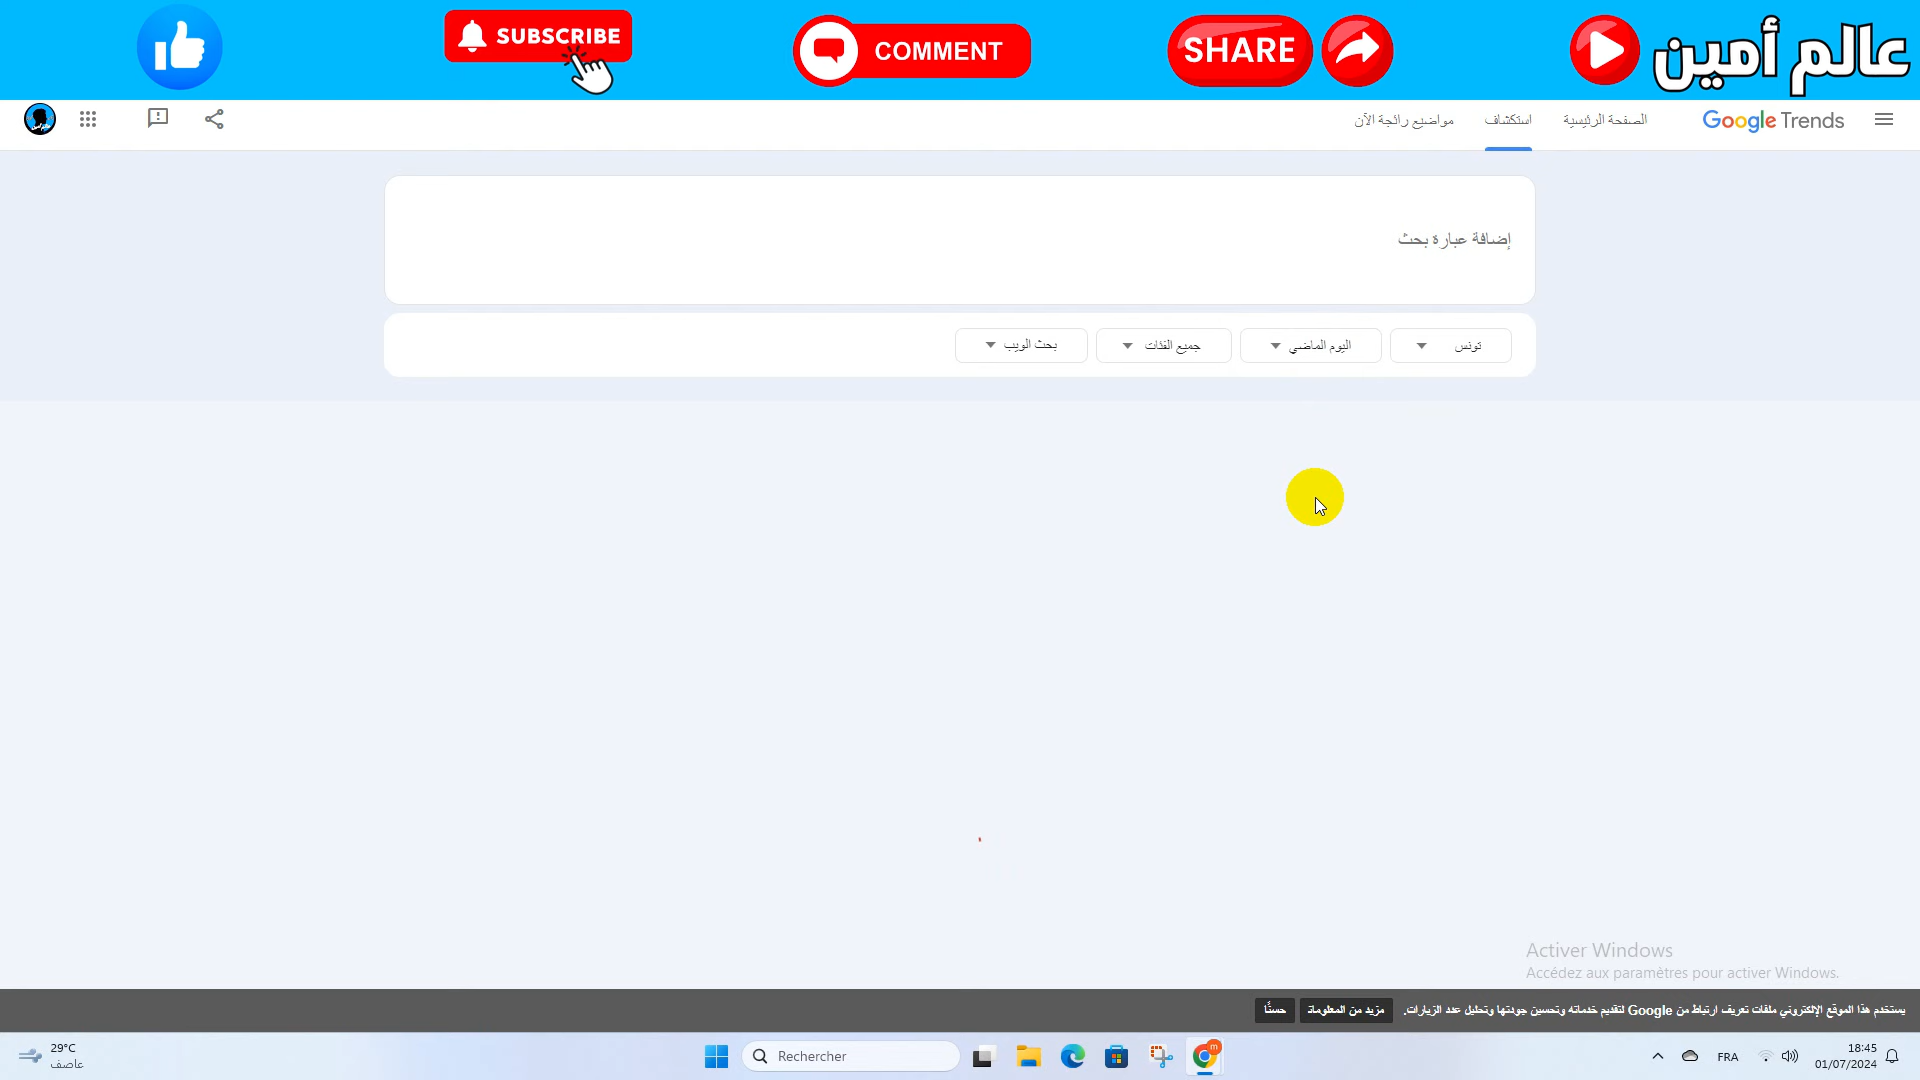 SUBSCRIBE
COMMENT
SHARE
عالم أمين
Google Trends
الصفحة الرئيسية
استكشاف
مواضيع رائجة الآن
إضافة عبارة بحث
تونس
اليوم الماضي
جميع الفئات
بحث الويب
Activer Windows
Accédez aux paramètres pour activer Windows.
يستخدم هذا الموقع الإلكتروني ملفات تعريف ارتباط من Google لتقديم خدماته وتحسين جودتها وتحليل عدد الزيارات.
مزيد من المعلومات
حسنًا
29°C
عاصف
Rechercher
m
FRA
18:45
01/07/2024